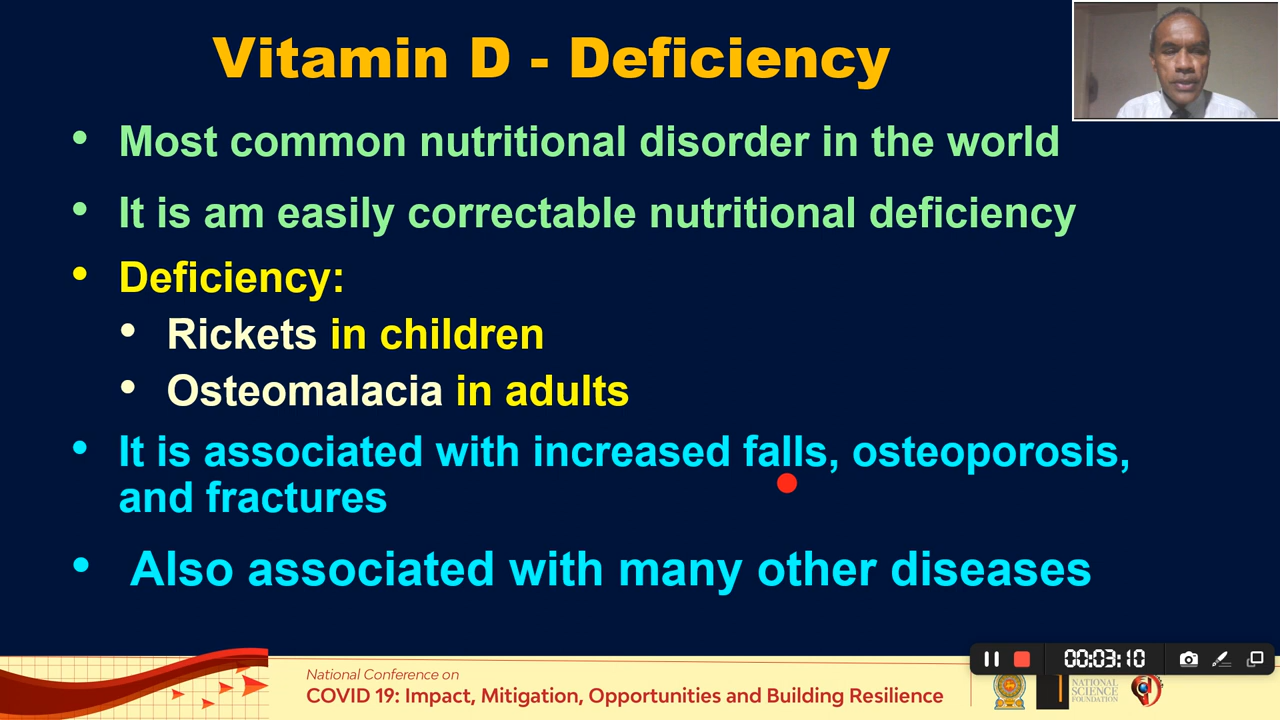 Vitamin D - Deficiency
• Most common nutritional disorder in the world
• It is am easily correctable nutritional deficiency
• Deficiency:
• Rickets in children
• Osteomalacia in adults
• It is associated with increased falls, osteoporosis,
and fractures
• Also associated with many other diseases
00:03:10
National Conference on
COVID 19: Impact, Mitigation, Opportunities and Building Resilience
NATIONAL
SCIENCE
FOUNDATION